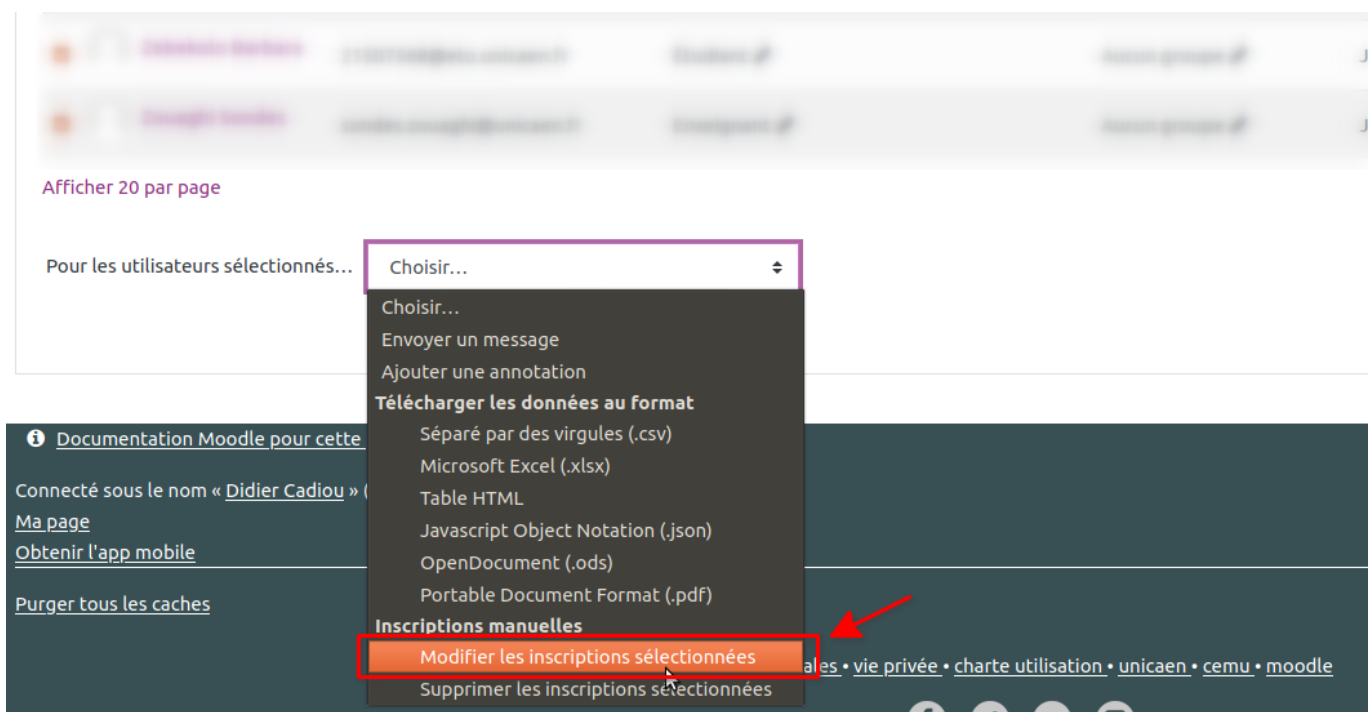 J
J
Afficher 20 par page
Pour les utilisateurs sélectionnés...
Choisir...
Choisir...
Envoyer un message
Ajouter une annotation
Télécharger les données au format
Séparé par des virgules (.csv)
Microsoft Excel (.xlsx)
Table HTML
Javascript Object Notation (.json)
OpenDocument (.ods)
Portable Document Format (.pdf)
Inscriptions manuelles
Modifier les inscriptions sélectionnées
Supprimer les inscriptions sélectionnées
Documentation Moodle pour cette
Connecté sous le nom « Didier Cadiou » (
Ma page
Obtenir l'app mobile
Purger tous les caches
ales • vie privée • charte utilisation • unicaen • cemu • moodle